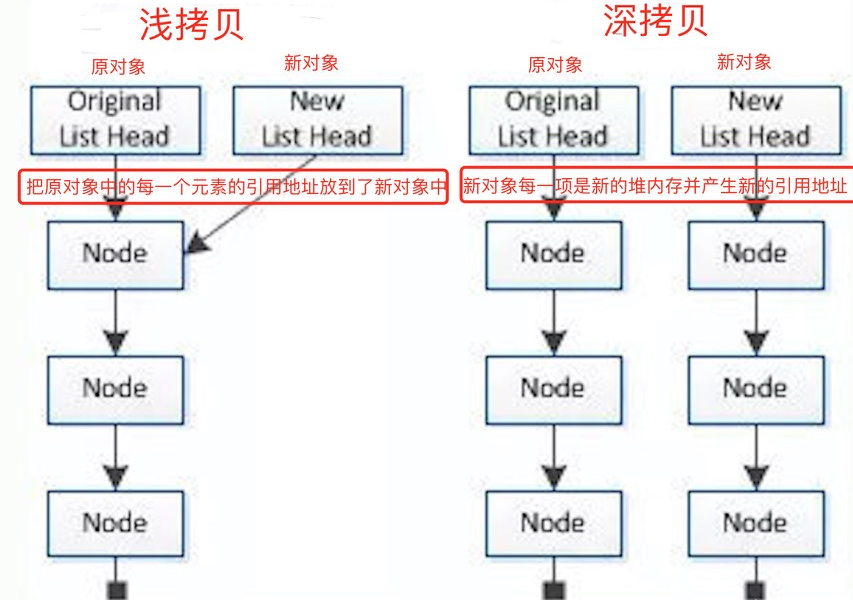 浅拷贝
深拷贝
原对象
新对象
原对象
新对象
Original
List Head
New
List Head
Original
List Head
New
List Head
把原对象中的每一个元素的引用地址放到了新对象中
新对象每一项是新的堆内存并产生新的引用地址
Node
Node
Node
Node
Node
Node
Node
Node
Node